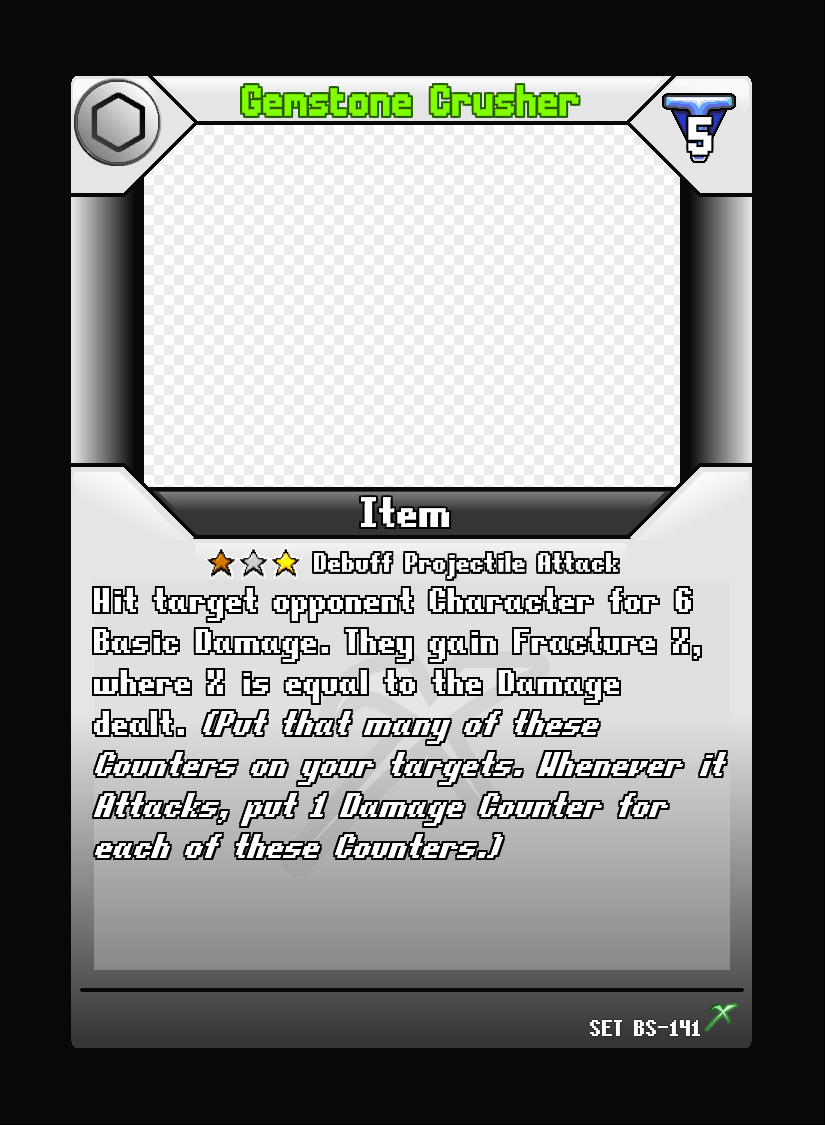 Gemstone Crusher
5
Item
Debuff Projectile Attack
Hit target opponent Character for 6
Basic Damage. They gain Fracture X,
where X is equal to the Damage
dealt. (Put that many of these
Counters on your targets. Whenever it
Attacks, put 1 Damage Counter for
each of these Counters.)
SET BS-141